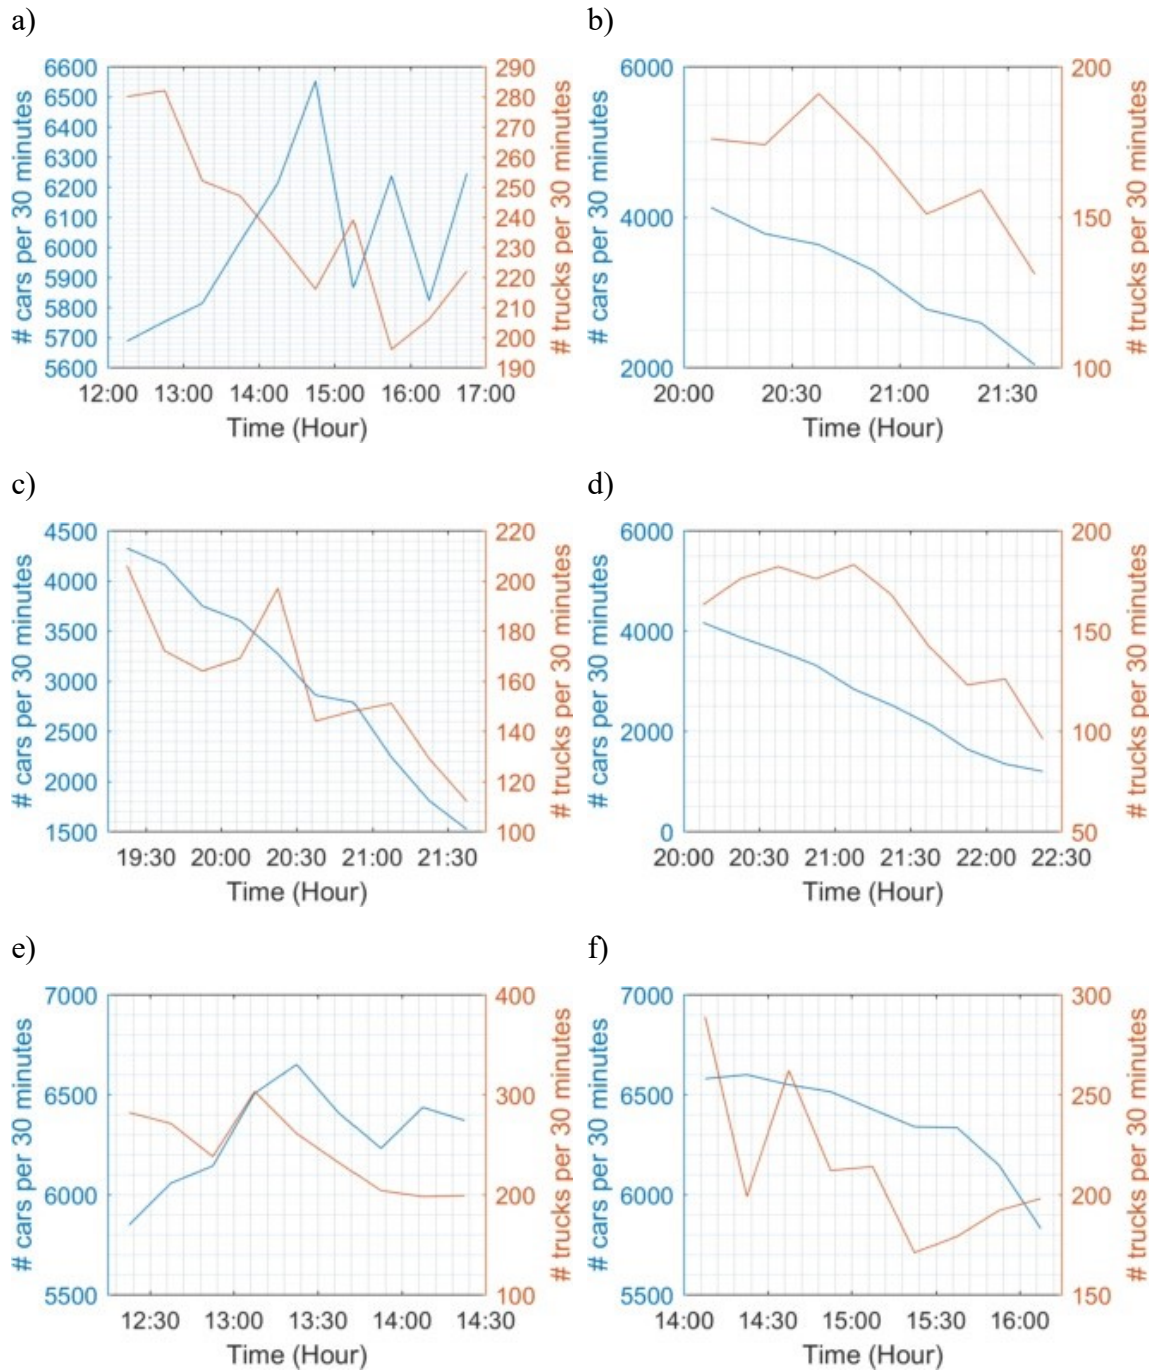 a)
# cars per 30 minutes
6600
6500
6400
6300
6200
6100
6000
5900
5800
5700
5600
290
280
270
260
250
240
230
220
210
200
190
# trucks per 30 minutes
12:00 13:00 14:00 15:00 16:00 17:00
Time (Hour)
b)
# cars per 30 minutes
6000
4000
2000
200
150
100
# trucks per 30 minutes
20:00 20:30 21:00 21:30
Time (Hour)
c)
# cars per 30 minutes
4500
4000
3500
3000
2500
2000
1500
220
200
180
160
140
120
100
# trucks per 30 minutes
19:30 20:00 20:30 21:00 21:30
Time (Hour)
d)
# cars per 30 minutes
6000
4000
2000
0
200
150
100
50
# trucks per 30 minutes
20:00 20:30 21:00 21:30 22:00 22:30
Time (Hour)
e)
# cars per 30 minutes
7000
6500
6000
5500
400
300
200
100
# trucks per 30 minutes
12:30 13:00 13:30 14:00 14:30
Time (Hour)
f)
# cars per 30 minutes
7000
6500
6000
5500
300
250
200
150
# trucks per 30 minutes
14:00 14:30 15:00 15:30 16:00
Time (Hour)